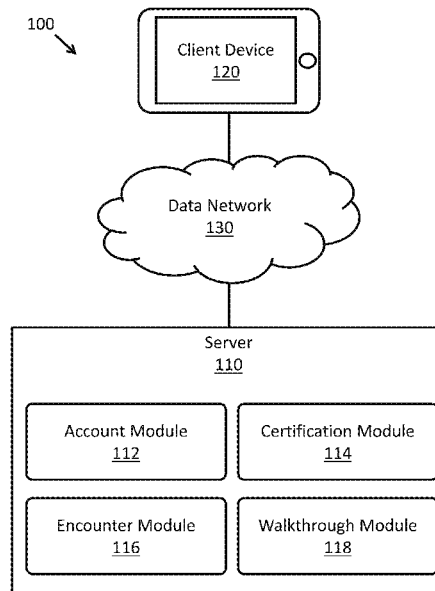 100
Client Device
120
Data Network
130
Server
110
Account Module
112
Certification Module
114
Encounter Module
116
Walkthrough Module
118